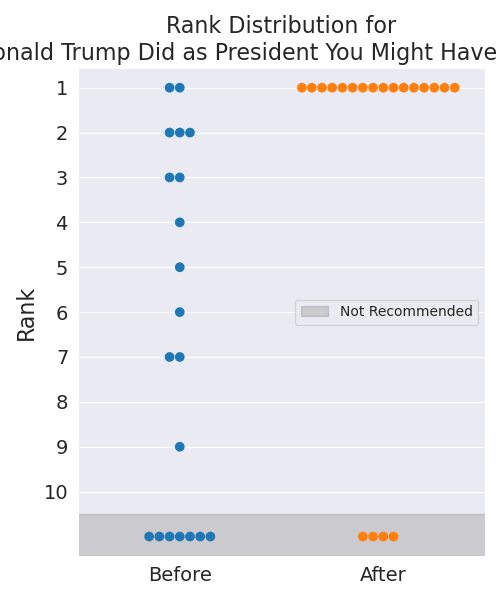 Rank Distribution for
onald Trump Did as President You Might Have
1
2
3
4
5
6
7
8
9
10
Rank
Not Recommended
Before
After